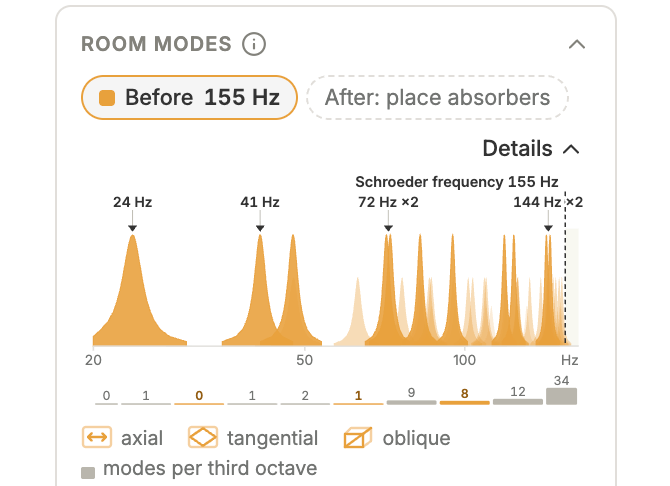 ROOM MODES
Before 155 Hz
After: place absorbers
Details
Schroeder frequency 155 Hz
24 Hz 41 Hz 72 Hz ×2 144 Hz ×2
20 50 100 Hz
0 1 0 1 2 1 9 8 12 34
axial tangential oblique
modes per third octave